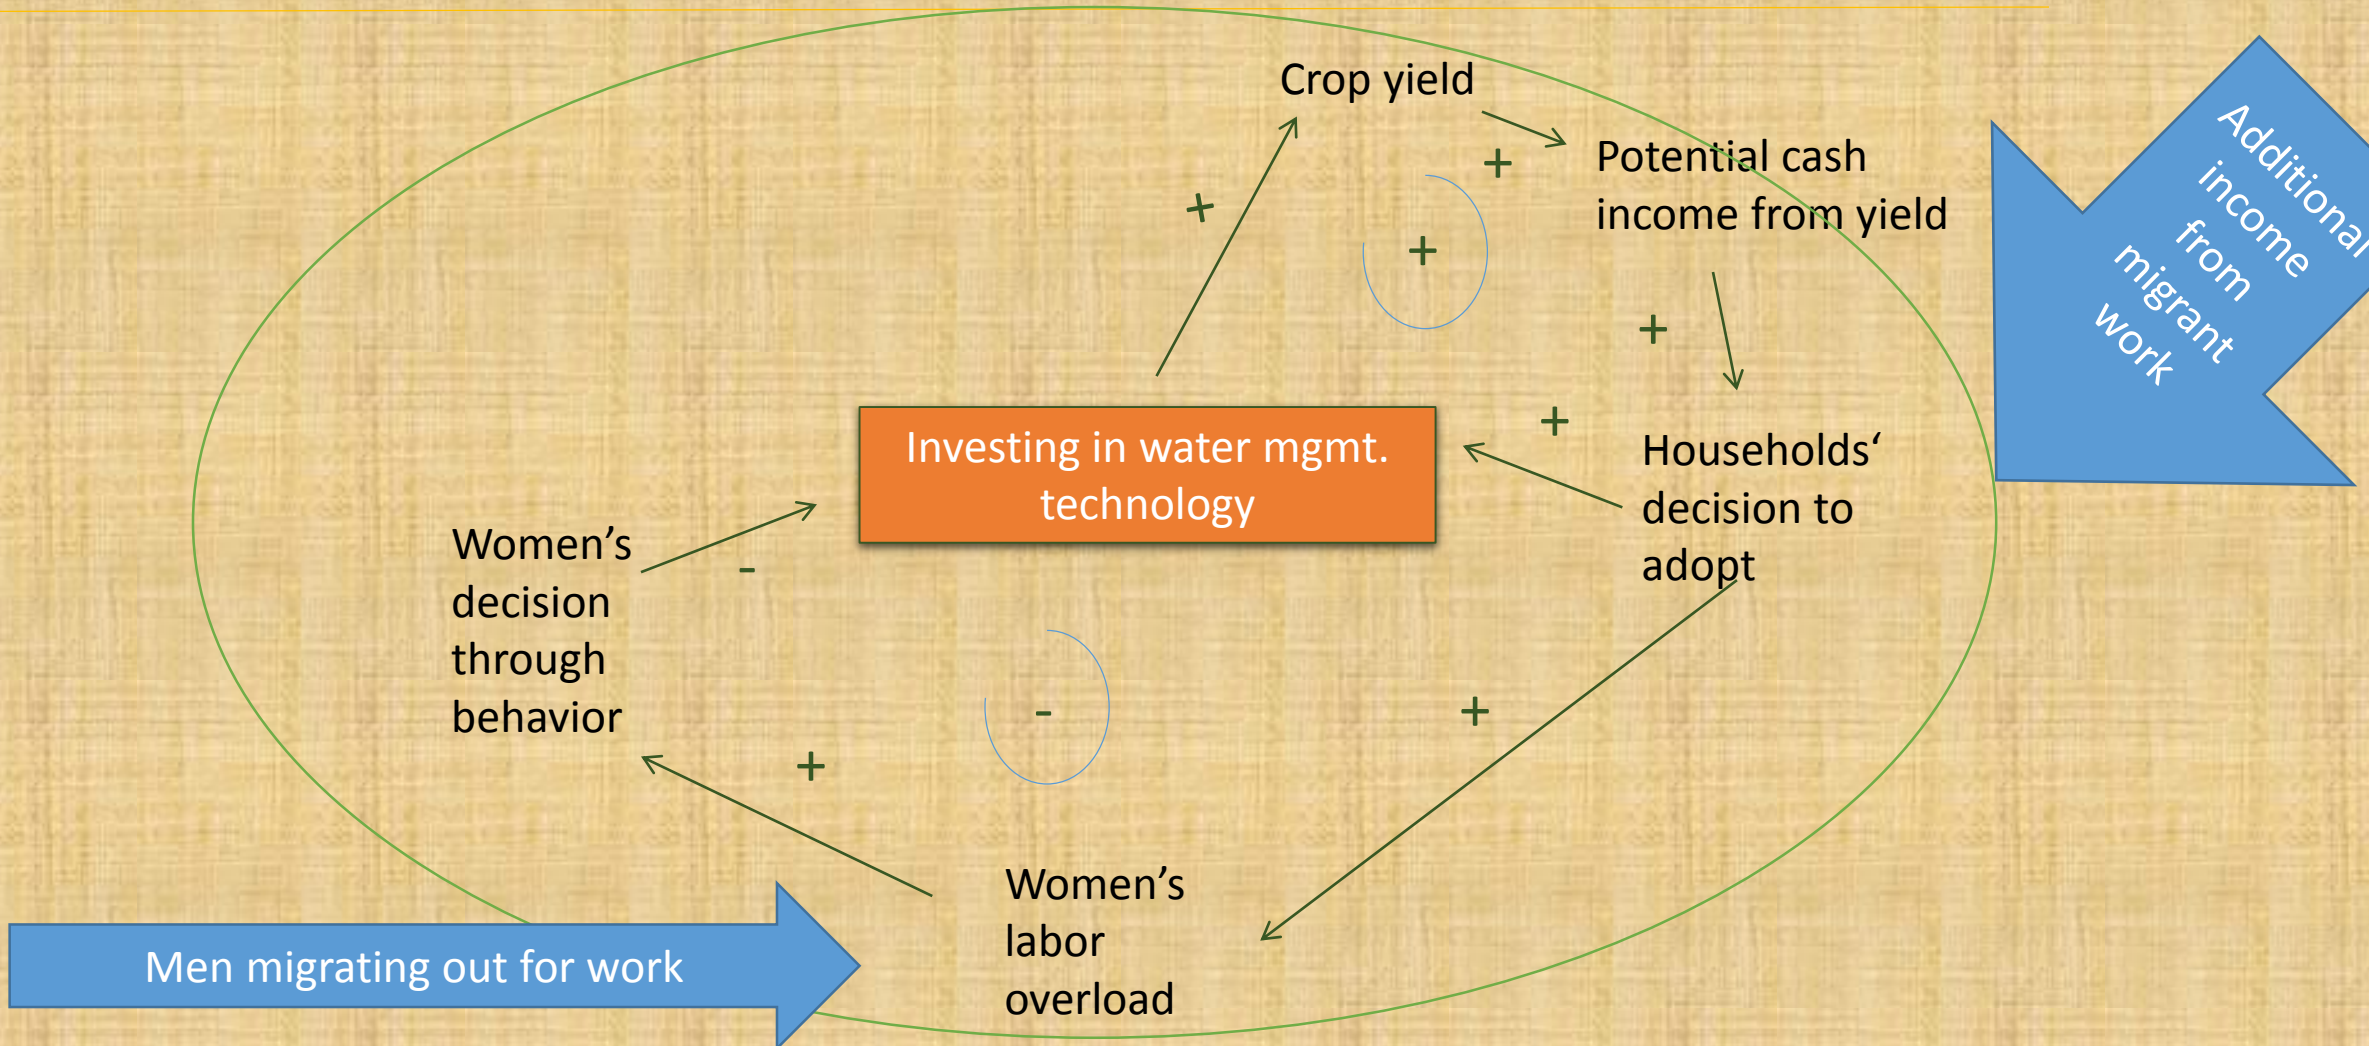 Crop yield
+
+
Potential cash
income from yield
+
+
Additional
income
from
migrant
work
+
Investing in water mgmt.
technology
Households‘
decision to
adopt
Women’s
decision
through
behavior
-
-
+
+
Women’s
labor
overload
Men migrating out for work